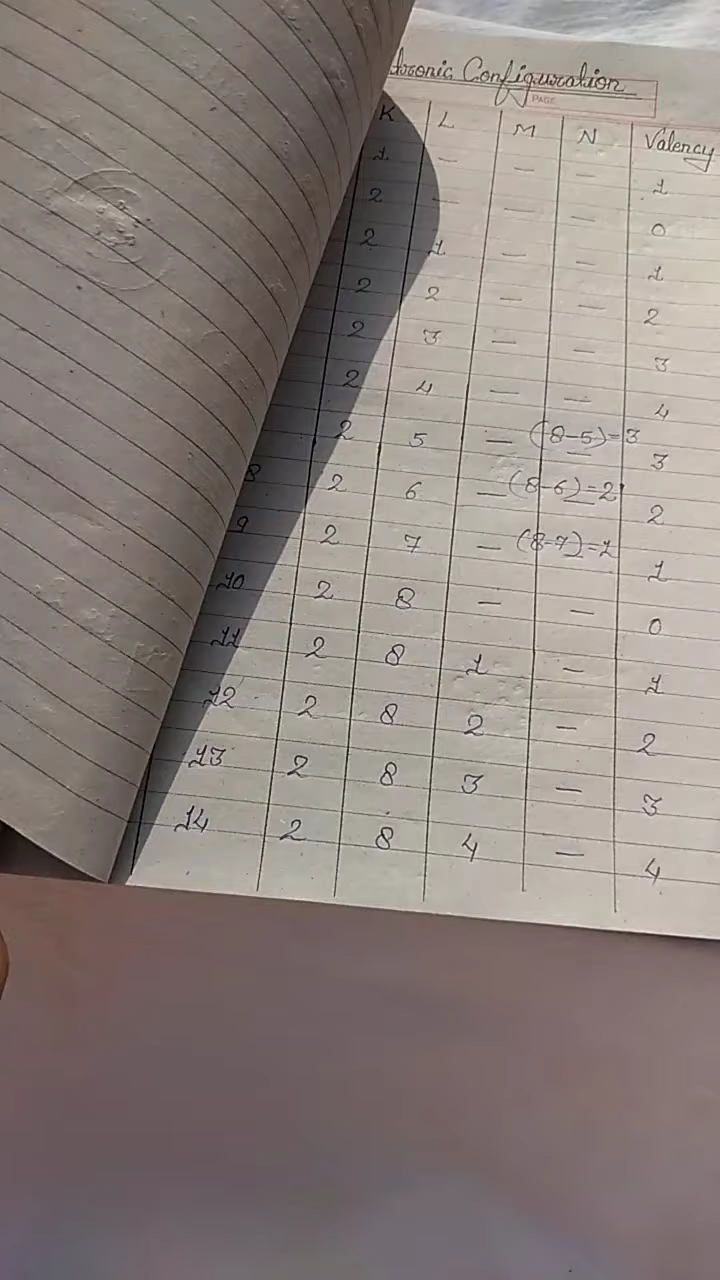 tronic Configuration
PAGE
K L M N Valency
1 — — — 1
2 — — — 0
2 1 — — 1
2 2 — — 2
2 3 — — 3
2 4 — — 4
2 5 — (8-5)=3 — 3
8 2 6 — (8-6)=2 — 2
9 2 7 — (8-7)=1 1
10 2 8 — — 0
11 2 8 1 — 1
12 2 8 2 — 2
13 2 8 3 — 3
14 2 8 4 — 4